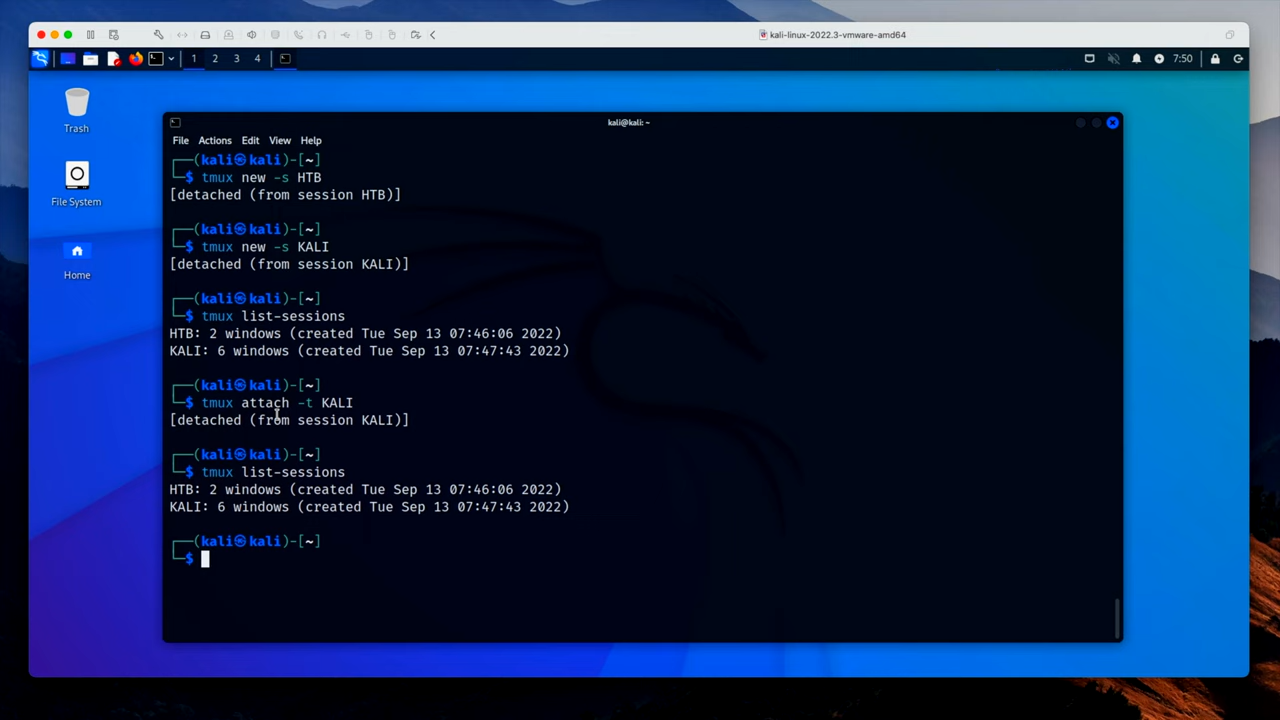 kali-linux-2022.3-vmware-amd64
1 2 3 4
7:50
Trash
File System
Home
kali@kali: ~
File Actions Edit View Help
┌──(kali㉿kali)-[~]
└─$ tmux new -s HTB
[detached (from session HTB)]
┌──(kali㉿kali)-[~]
└─$ tmux new -s KALI
[detached (from session KALI)]
┌──(kali㉿kali)-[~]
└─$ tmux list-sessions
HTB: 2 windows (created Tue Sep 13 07:46:06 2022)
KALI: 6 windows (created Tue Sep 13 07:47:43 2022)
┌──(kali㉿kali)-[~]
└─$ tmux attach -t KALI
[detached (from session KALI)]
┌──(kali㉿kali)-[~]
└─$ tmux list-sessions
HTB: 2 windows (created Tue Sep 13 07:46:06 2022)
KALI: 6 windows (created Tue Sep 13 07:47:43 2022)
┌──(kali㉿kali)-[~]
└─$